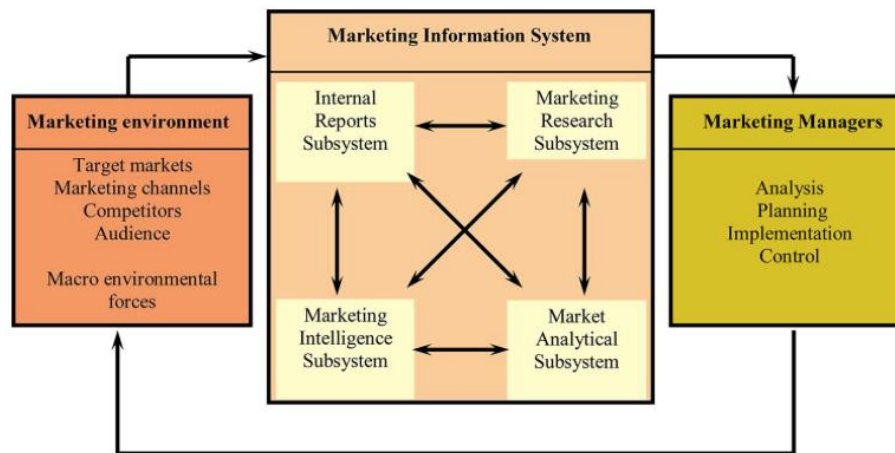 Marketing Information System
Marketing environment
Target markets
Marketing channels
Competitors
Audience
Macro environmental
forces
Internal
Reports
Subsystem
Marketing
Research
Subsystem
Marketing
Intelligence
Subsystem
Market
Analytical
Subsystem
Marketing Managers
Analysis
Planning
Implementation
Control